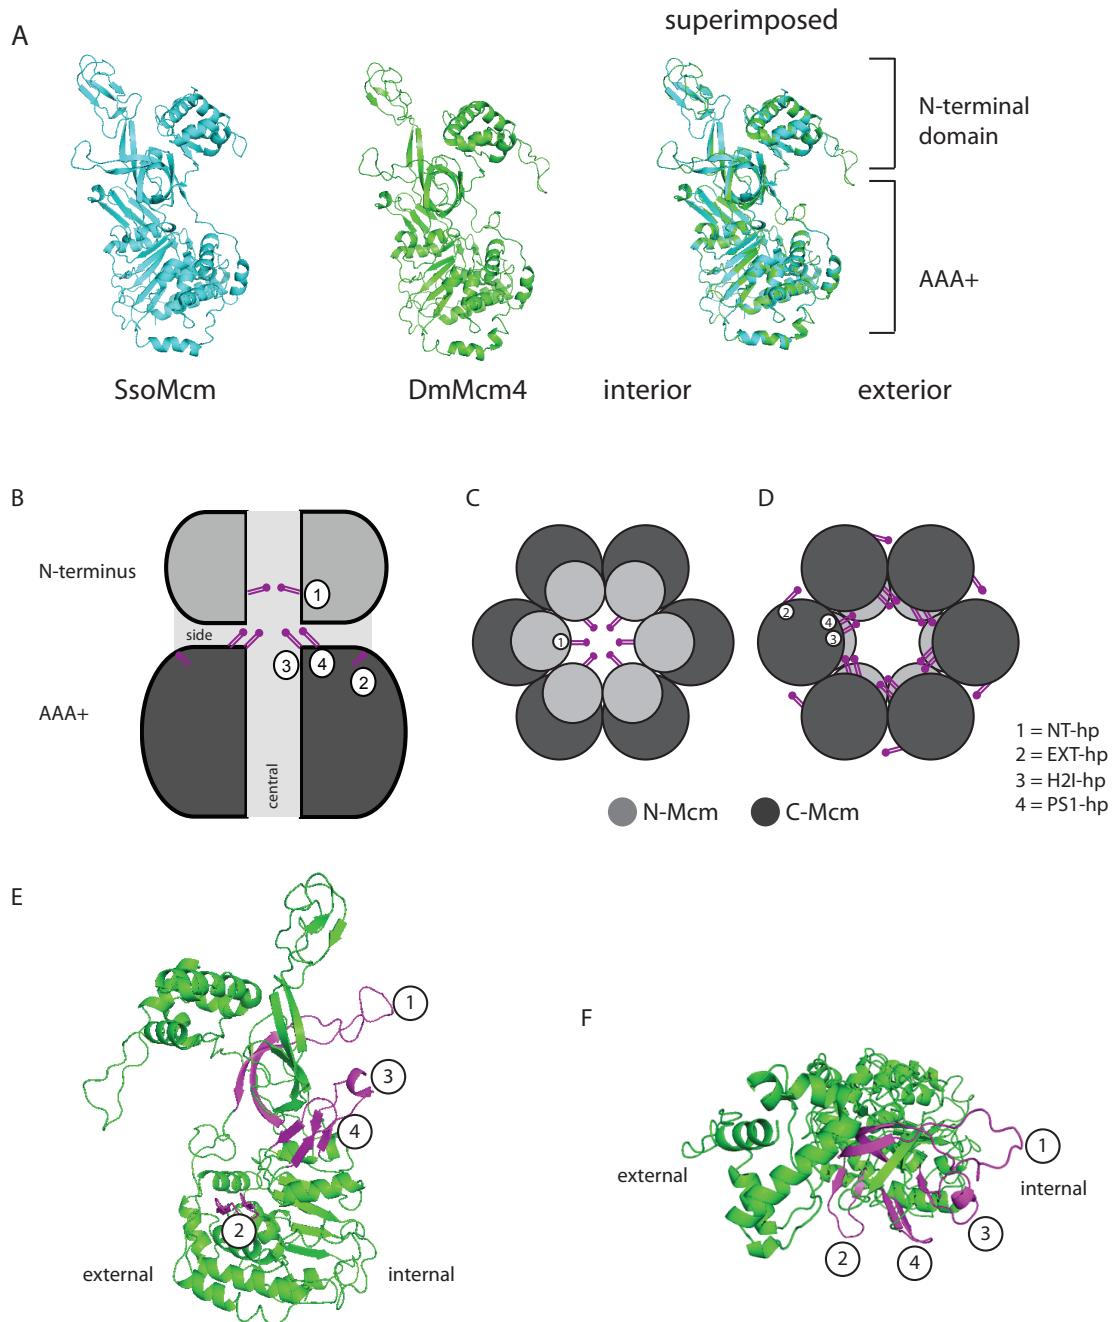 A
superimposed
N-terminal
domain
AAA+
SsoMcm
DmMcm4
interior
exterior
B
N-terminus
1
side
3
4
2
AAA+
central
C
1
D
2
4
3
1 = NT-hp
2 = EXT-hp
3 = H2I-hp
4 = PS1-hp
N-Mcm
C-Mcm
E
1
3
4
2
external
internal
F
1
external
internal
3
2
4